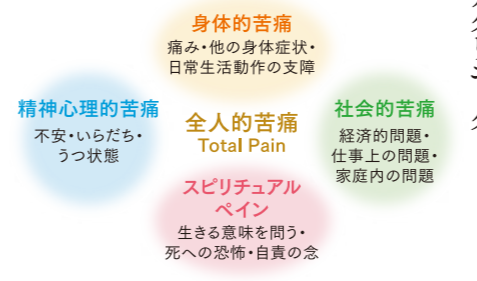 身体的苦痛
痛み・他の身体症状・
日常生活動作の支障
精神心理的苦痛
不安・いらだち・
うつ状態
全人的苦痛
Total Pain
社会的苦痛
経済的問題・
仕事上の問題・
家庭内の問題
スピリチュアル
ペイン
生きる意味を問う・
死への恐怖・自責の念